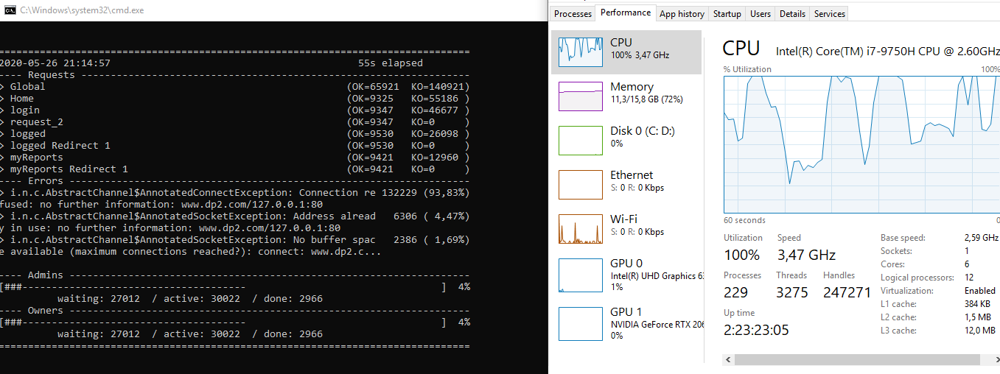 C:\Windows\system32\cmd.exe
================================================================================
2020-05-26 21:14:57 55s elapsed
---- Requests ------------------------------------------------------------------
> Global (OK=65921 KO=140921)
> Home (OK=9325 KO=55186 )
> login (OK=9347 KO=46677 )
> request_2 (OK=9347 KO=0 )
> logged (OK=9530 KO=26098 )
> logged Redirect 1 (OK=9530 KO=0 )
> myReports (OK=9421 KO=12960 )
> myReports Redirect 1 (OK=9421 KO=0 )
---- Errors --------------------------------------------------------------------
> i.n.c.AbstractChannel$AnnotatedConnectException: Connection re 132229 (93,83%)
fused: no further information: www.dp2.com/127.0.0.1:80
> i.n.c.AbstractChannel$AnnotatedSocketException: Address alread 6306 ( 4,47%)
y in use: no further information: www.dp2.com/127.0.0.1:80
> i.n.c.AbstractChannel$AnnotatedSocketException: No buffer spac 2386 ( 1,69%)
e available (maximum connections reached?): connect: www.dp2.c...
---- Admins --------------------------------------------------------------------
[###-------------------------------------- ] 4%
waiting: 27012 / active: 30022 / done: 2966
---- Owners --------------------------------------------------------------------
[###-------------------------------------- ] 4%
waiting: 27012 / active: 30022 / done: 2966
================================================================================
Processes Performance App history Startup Users Details Services
CPU
100% 3,47 GHz
Memory
11,3/15,8 GB (72%)
Disk 0 (C: D:)
0%
Ethernet
S: 0 R: 0 Kbps
Wi-Fi
S: 0 R: 0 Kbps
GPU 0
Intel(R) UHD Graphics 63
1%
GPU 1
NVIDIA GeForce RTX 206
0%
CPU Intel(R) Core(TM) i7-9750H CPU @ 2.60GHz
% Utilization 100%
60 seconds 0
Utilization Speed
100% 3,47 GHz
Processes Threads Handles
229 3275 247271
Up time
2:23:23:05
Base speed: 2,59 GHz
Sockets: 1
Cores: 6
Logical processors: 12
Virtualization: Enabled
L1 cache: 384 KB
L2 cache: 1,5 MB
L3 cache: 12,0 MB